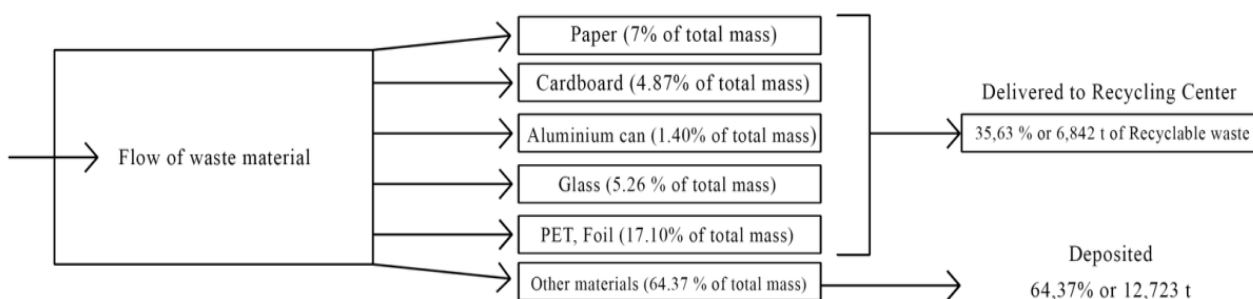 Flow of waste material
Paper (7% of total mass)
Cardboard (4.87% of total mass)
Aluminium can (1.40% of total mass)
Glass (5.26 % of total mass)
PET, Foil (17.10% of total mass)
Other materials (64.37 % of total mass)
Delivered to Recycling Center
35,63 % or 6,842 t of Recyclable waste
Deposited
64,37% or 12,723 t